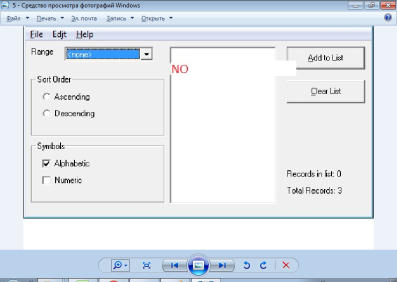 5 - Средство просмотра фотографий Windows
Файл Печать Эл. почта Запись Открыть
File Edit Help
Range (none) Add to List
NO
Clear List
Sort Order
Ascending
Descending
Symbols
Alphabetic
Numeric
Records in list: 0
Total Records: 3